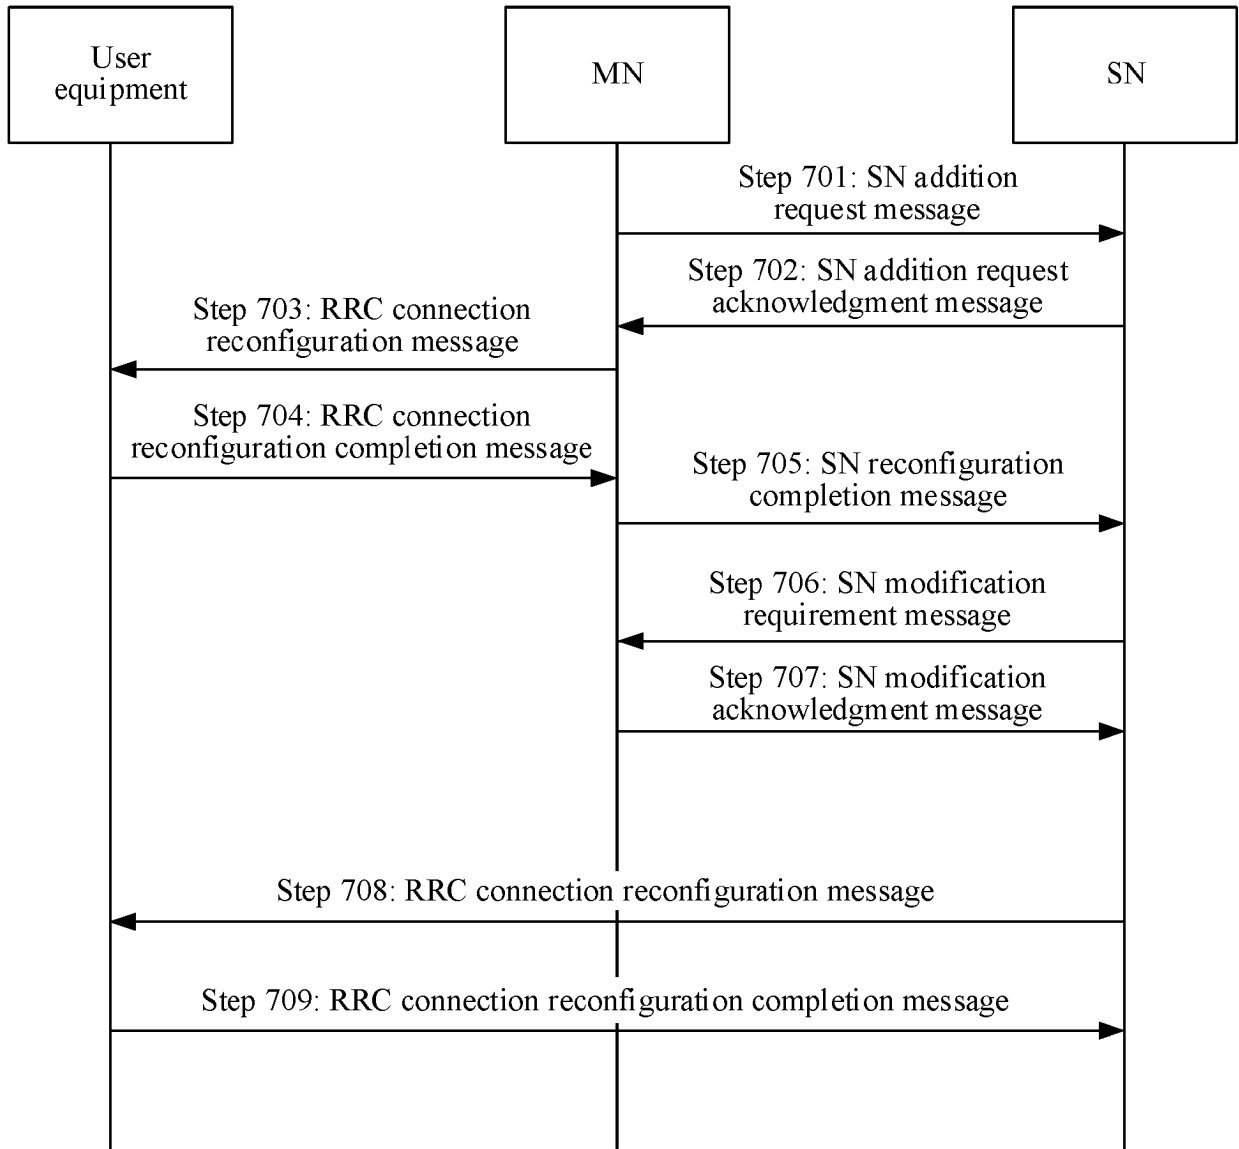 User
equipment
MN
SN
Step 701: SN addition
request message
Step 702: SN addition request
acknowledgment message
Step 703: RRC connection
reconfiguration message
Step 704: RRC connection
reconfiguration completion message
Step 705: SN reconfiguration
completion message
Step 706: SN modification
requirement message
Step 707: SN modification
acknowledgment message
Step 708: RRC connection reconfiguration message
Step 709: RRC connection reconfiguration completion message